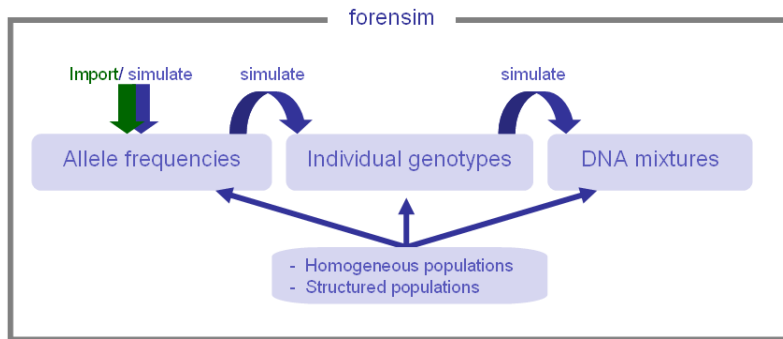 forensim
Import/ simulate
simulate
simulate
Allele frequencies
Individual genotypes
DNA mixtures
- Homogeneous populations
- Structured populations